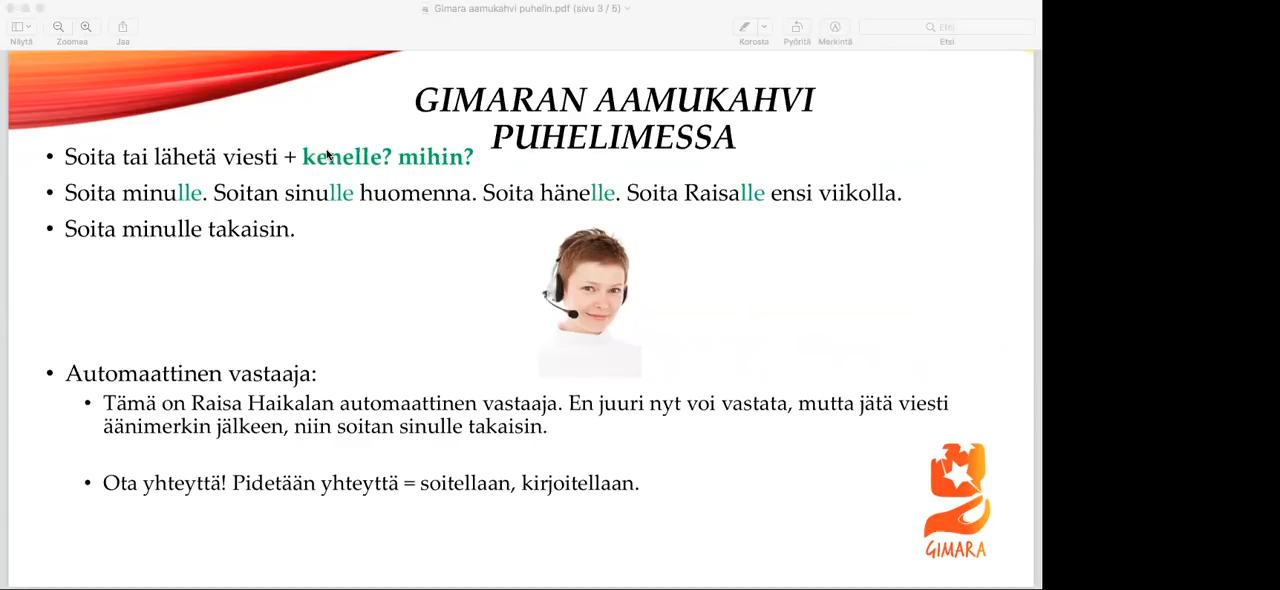 Gimara aamukahvi puhelin.pdf (sivu 3 / 5)
Näytä Zoomaa Jaa Korosta Pyöritä Merkintä Etsi Etsi
GIMARAN AAMUKAHVI
PUHELIMESSA
• Soita tai lähetä viesti + kenelle? mihin?
• Soita minulle. Soitan sinulle huomenna. Soita hänelle. Soita Raisalle ensi viikolla.
• Soita minulle takaisin.
• Automaattinen vastaaja:
• Tämä on Raisa Haikalan automaattinen vastaaja. En juuri nyt voi vastata, mutta jätä viesti
äänimerkin jälkeen, niin soitan sinulle takaisin.
• Ota yhteyttä! Pidetään yhteyttä = soitellaan, kirjoitellaan.
GIMARA